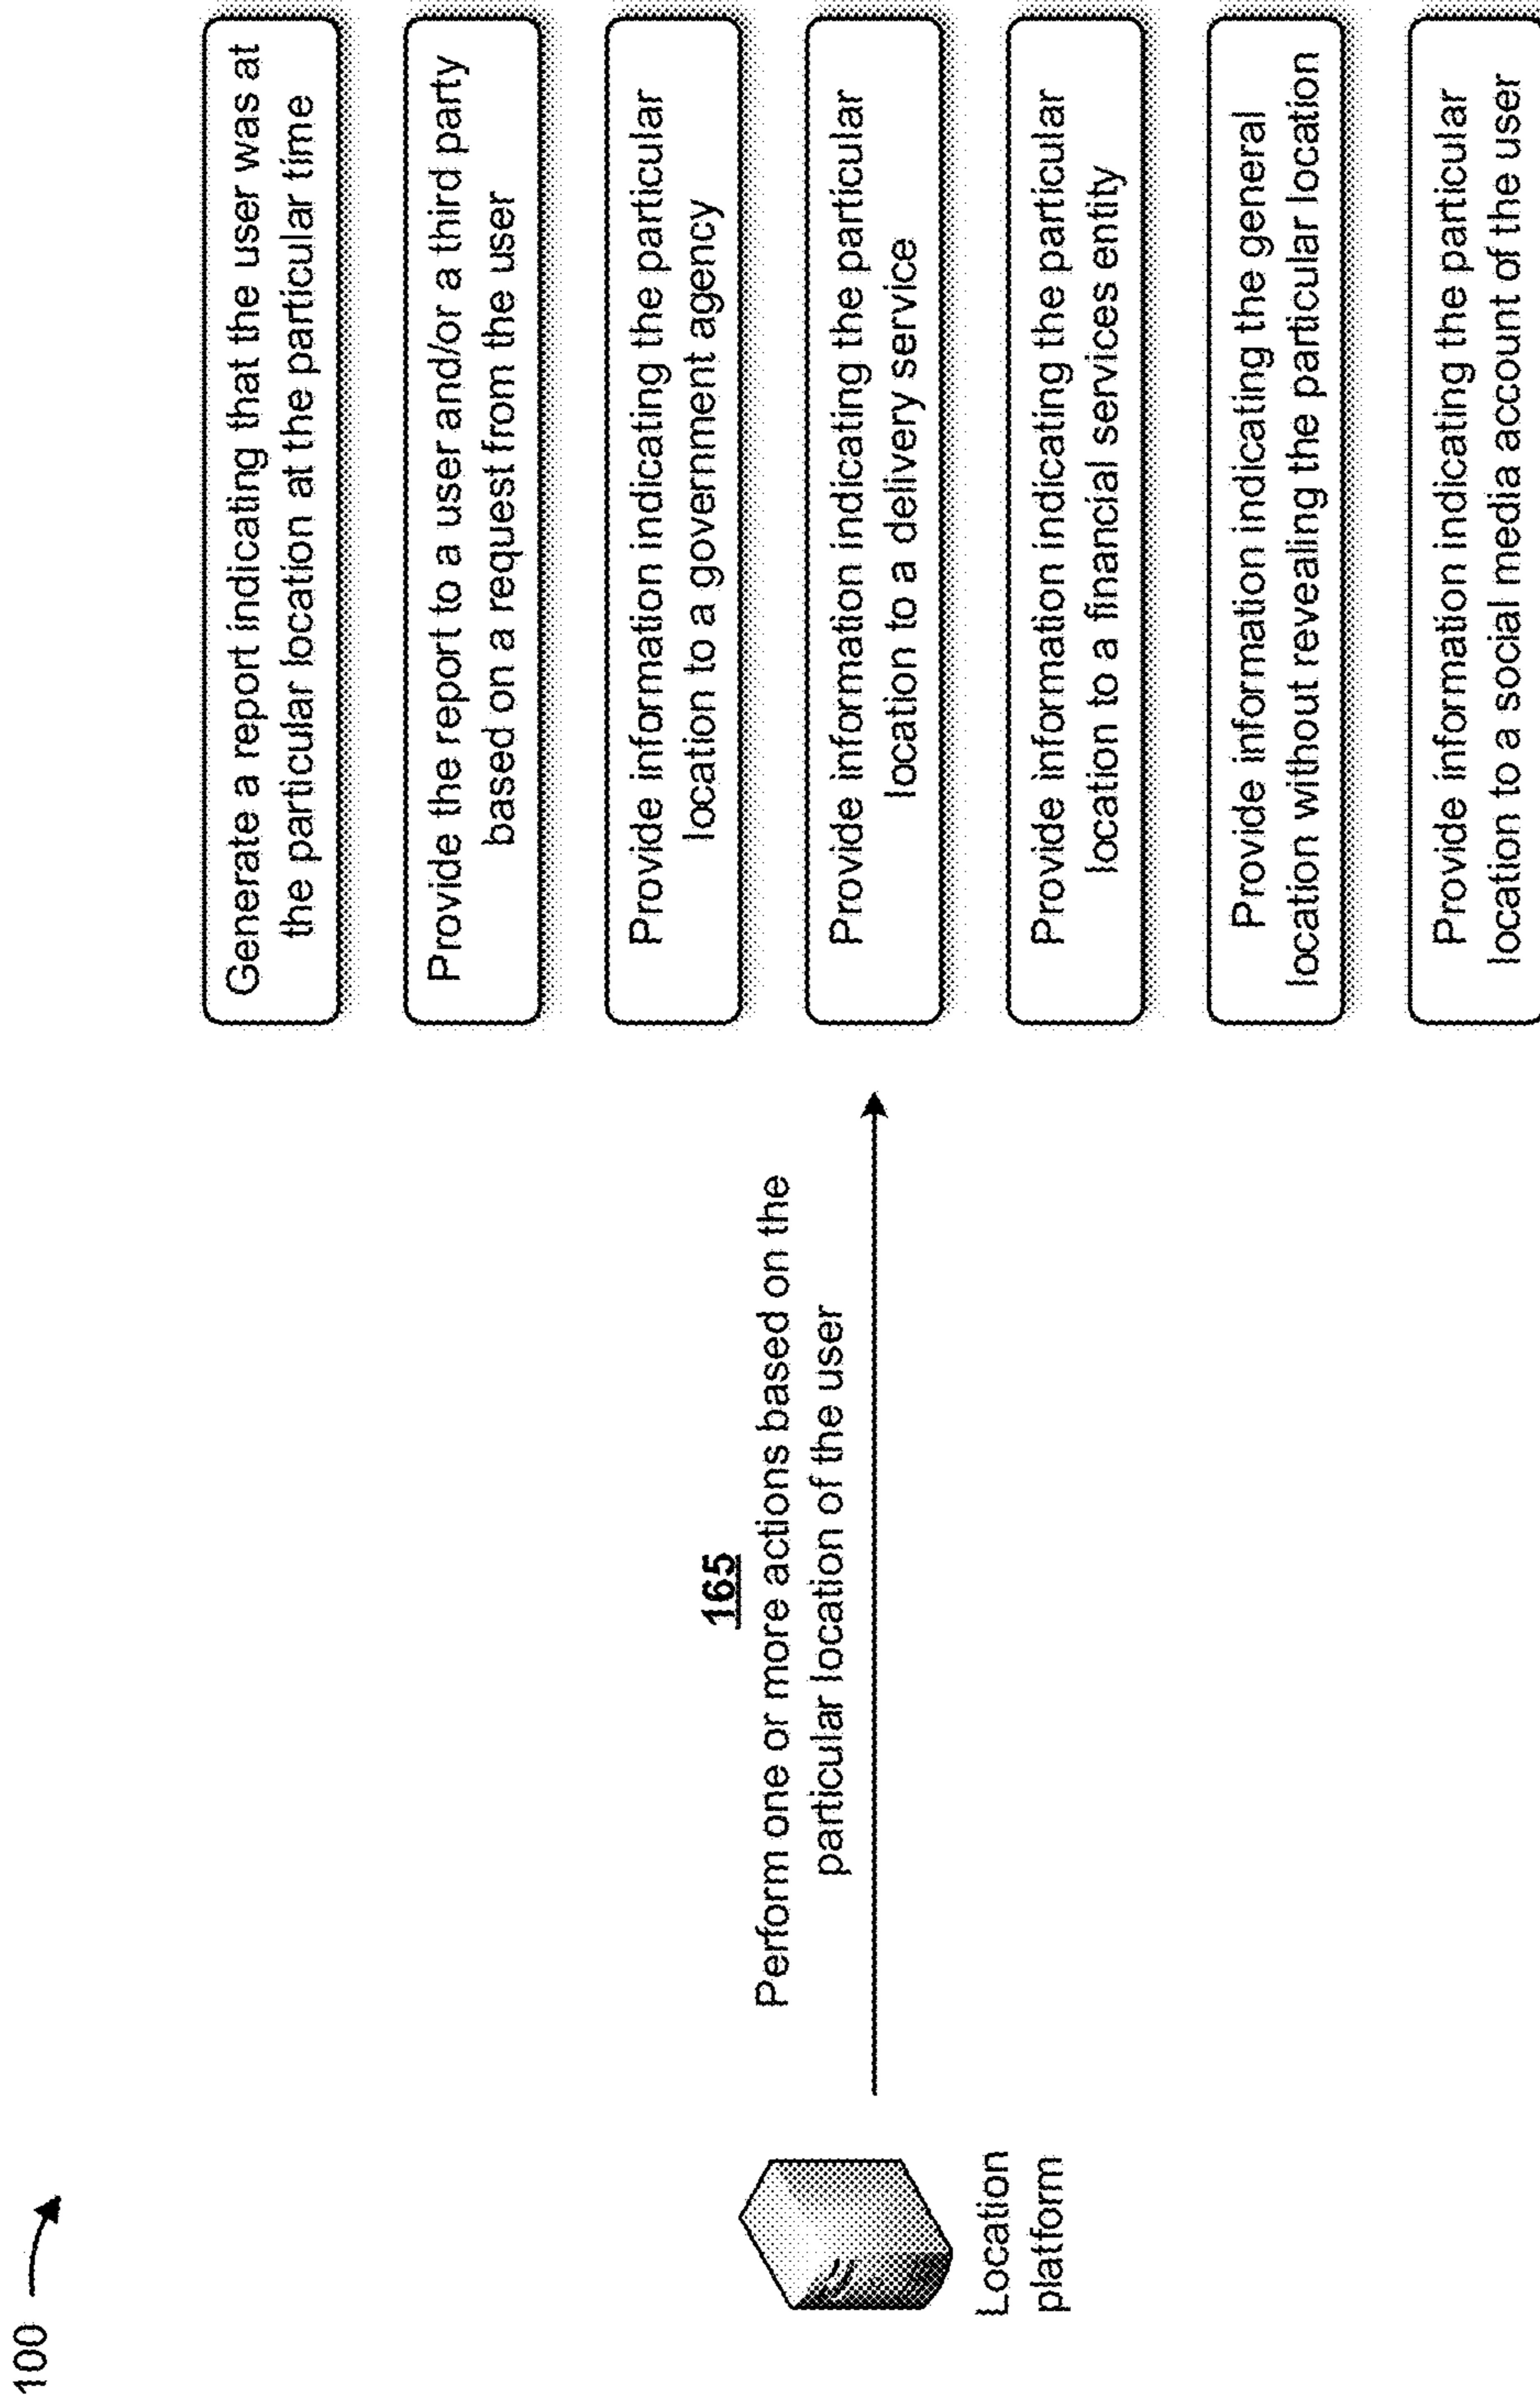 100
165
Perform one or more actions based on the
particular location of the user
Location
platform
Generate a report indicating that the user was at
the particular location at the particular time
Provide the report to a user and/or a third party
based on a request from the user
Provide information indicating the particular
location to a government agency
Provide information indicating the particular
location to a delivery service
Provide information indicating the particular
location to a financial services entity
Provide information indicating the general
location without revealing the particular location
Provide information indicating the particular
location to a social media account of the user